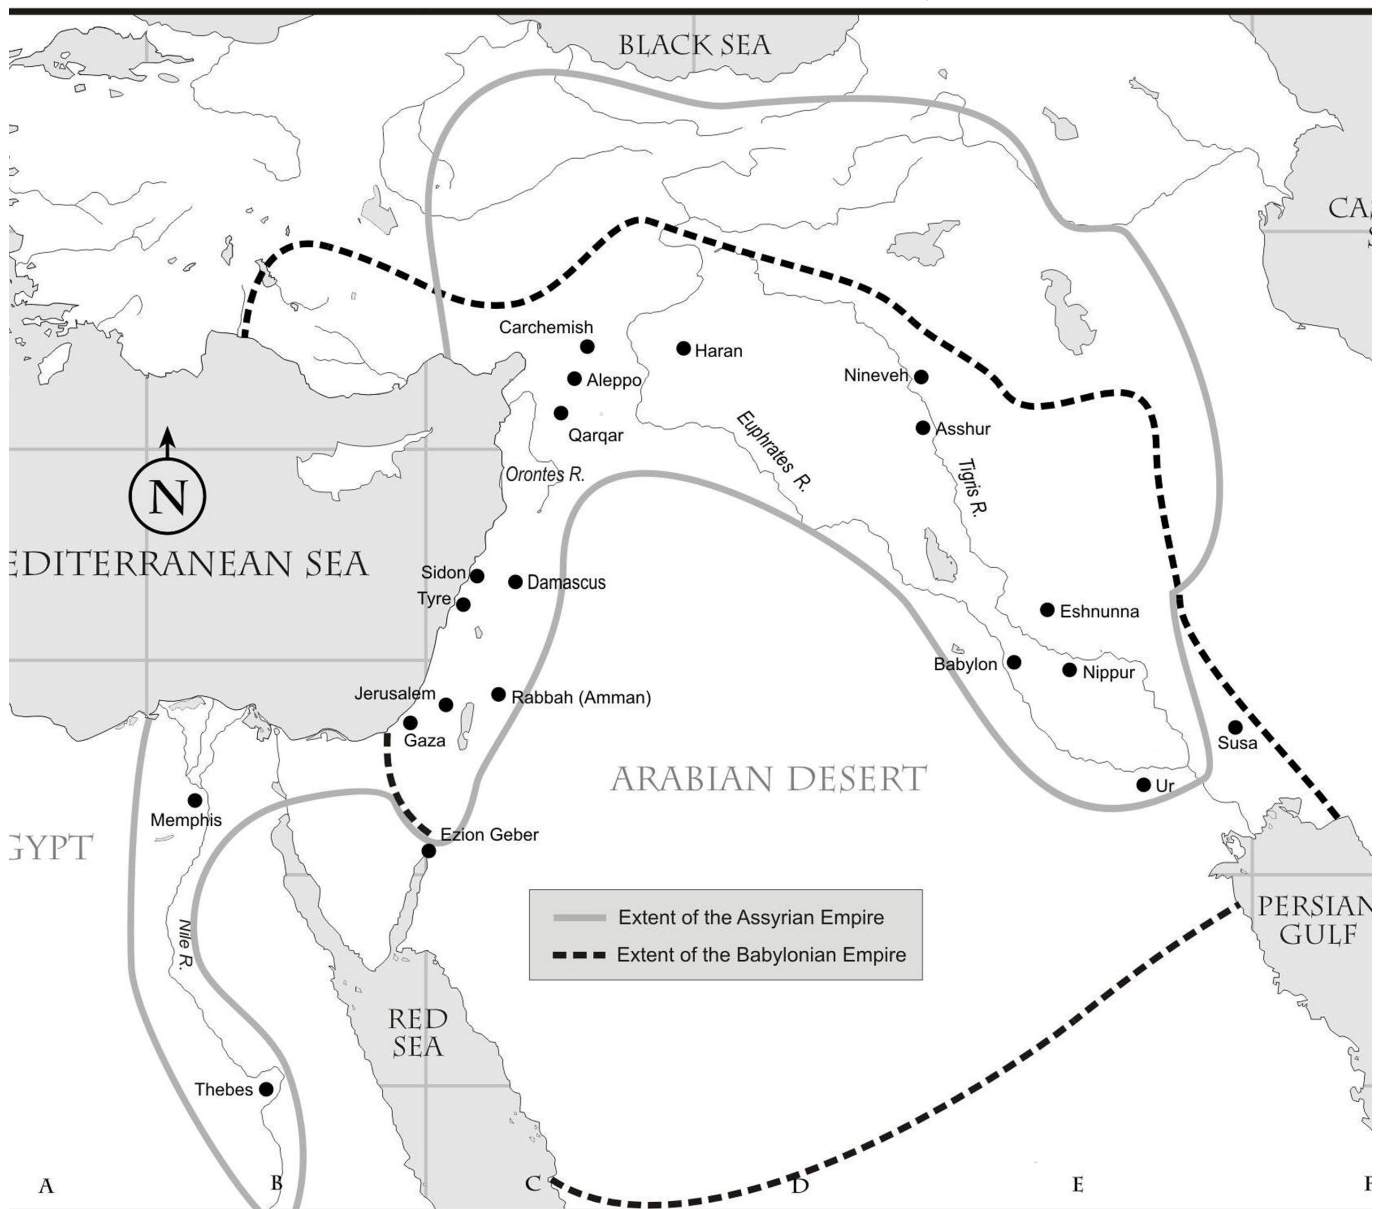 BLACK SEA
CA
S
Carchemish
Haran
Aleppo
Nineveh
Qarqar
Asshur
Euphrates R.
Tigris R.
Orontes R.
N
EDITERRANEAN SEA
Sidon
Damascus
Tyre
Eshnunna
Babylon
Nippur
Jerusalem
Rabbah (Amman)
Gaza
Susa
ARABIAN DESERT
Ur
Memphis
Ezion Geber
GYPT
Nile R.
Extent of the Assyrian Empire
Extent of the Babylonian Empire
PERSIAN
GULF
RED
SEA
Thebes
A B C D E F